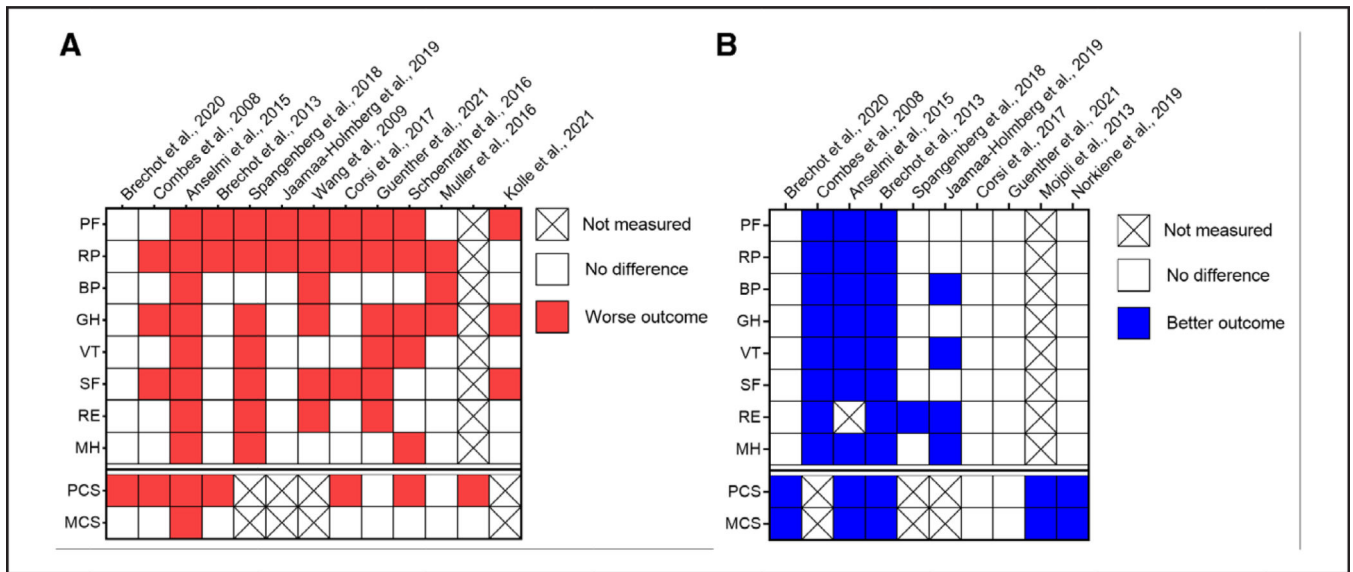 A
Brechot et al., 2020
Combes et al., 2008
Anselmi et al., 2015
Brechot et al., 2013
Spangenberg et al., 2018
Jaamaa-Holmberg et al., 2019
Wang et al., 2009
Corsi et al., 2017
Guenther et al., 2021
Schoenrath et al., 2016
Muller et al., 2016
Kolle et al., 2021
PF
RP
BP
GH
VT
SF
RE
MH
PCS
MCS
Not measured
No difference
Worse outcome
B
Brechot et al., 2020
Combes et al., 2008
Anselmi et al., 2015
Brechot et al., 2013
Spangenberg et al., 2018
Jaamaa-Holmberg et al., 2019
Corsi et al., 2017
Guenther et al., 2021
Mojoli et al., 2013
Norkiene et al., 2019
PF
RP
BP
GH
VT
SF
RE
MH
PCS
MCS
Not measured
No difference
Better outcome